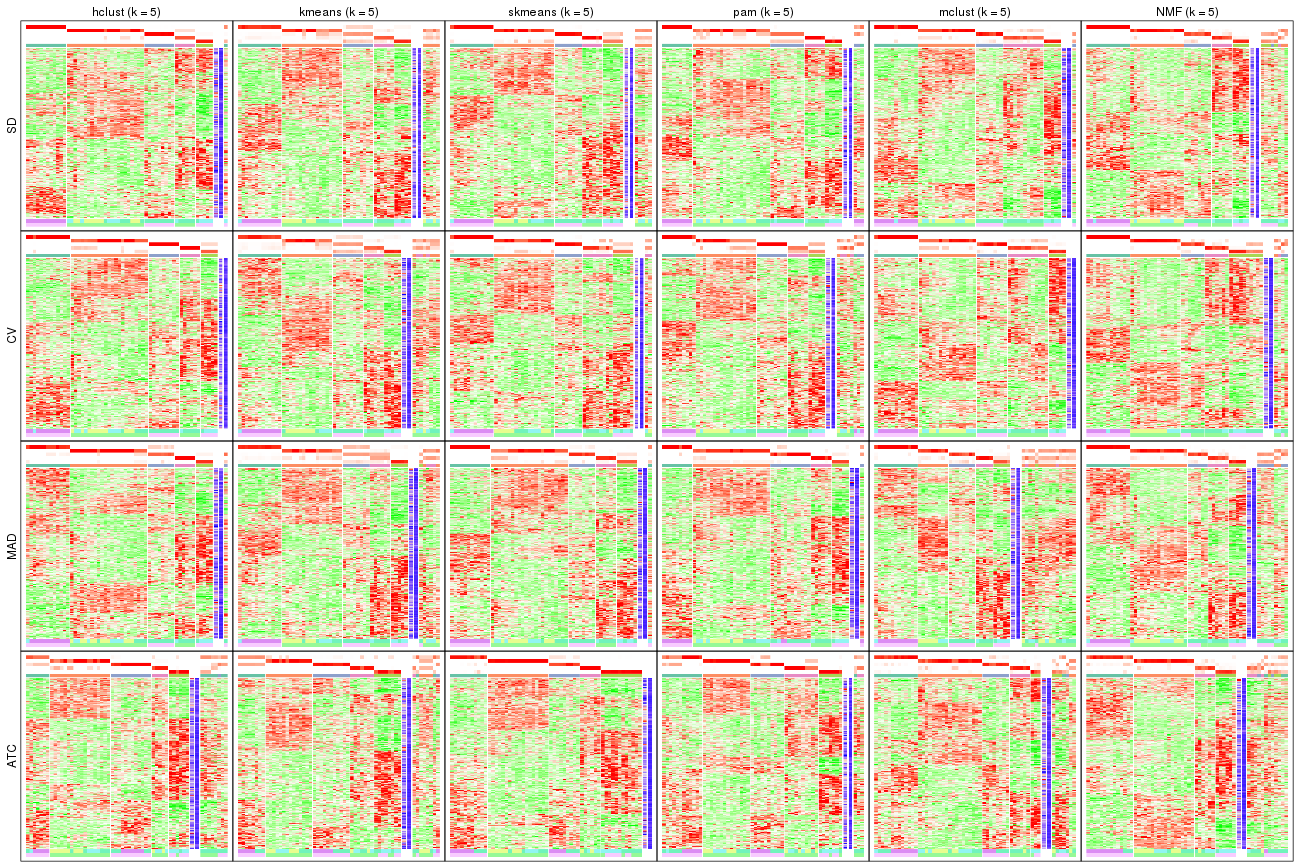 hclust (k = 5) kmeans (k = 5) skmeans (k = 5) pam (k = 5) mclust (k = 5) NMF (k = 5)
SD
CV
MAD
ATC